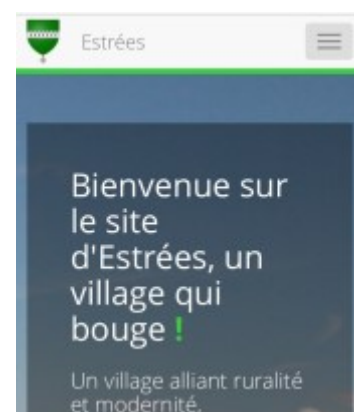 Estrées
Bienvenue sur
le site
d'Estrées, un
village qui
bouge !
Un village alliant ruralité
et modernité.